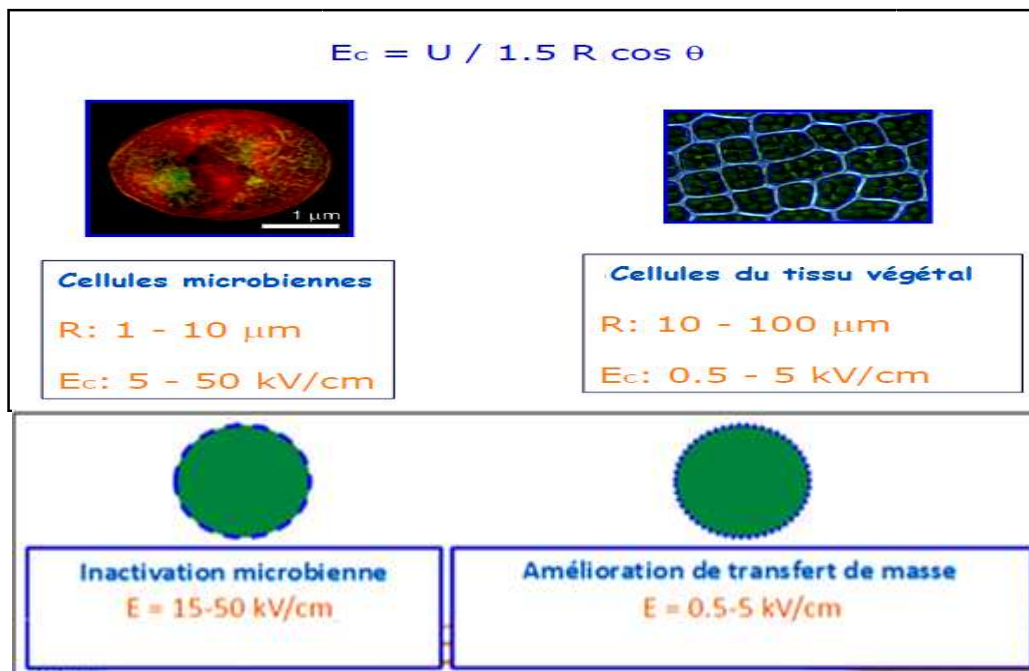 Ec = U / 1.5 R cos θ
1 µm
Cellules microbiennes
R: 1 - 10 µm
Ec: 5 - 50 kV/cm
Cellules du tissu végétal
R: 10 - 100 µm
Ec: 0.5 - 5 kV/cm
Inactivation microbienne
E = 15-50 kV/cm
Amélioration de transfert de masse
E = 0.5-5 kV/cm